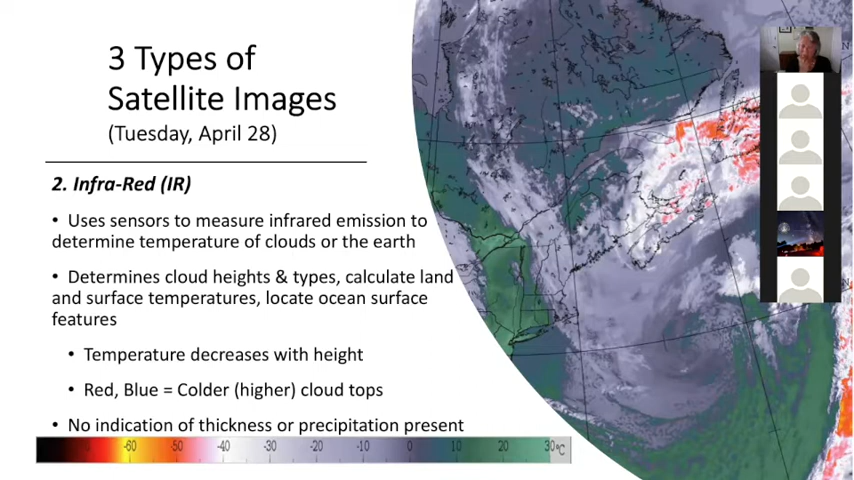 3 Types of
Satellite Images
(Tuesday, April 28)
2. Infra-Red (IR)
• Uses sensors to measure infrared emission to
determine temperature of clouds or the earth
• Determines cloud heights & types, calculate land
and surface temperatures, locate ocean surface
features
• Temperature decreases with height
• Red, Blue = Colder (higher) cloud tops
• No indication of thickness or precipitation present
-60 -50 -40 -30 -20 -10 0 10 20 30 °C